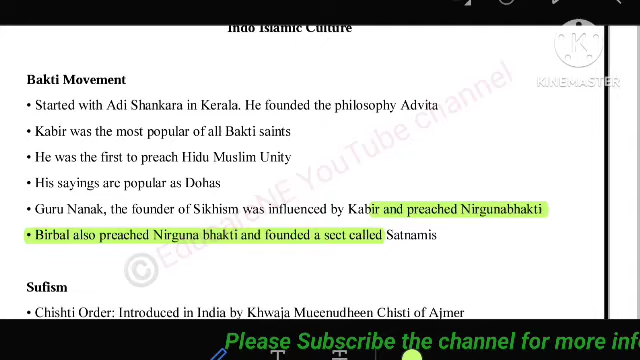 Indo Islamic Culture
K
KINEMASTER
Bakti Movement
• Started with Adi Shankara in Kerala. He founded the philosophy Advita
• Kabir was the most popular of all Bakti saints
• He was the first to preach Hidu Muslim Unity
• His sayings are popular as Dohas
• Guru Nanak, the founder of Sikhism was influenced by Kabir and preached Nirgunabhakti
• Birbal also preached Nirguna bhakti and founded a sect called Satnamis
Sufism
• Chishti Order: Introduced in India by Khwaja Mueenudheen Chisti of Ajmer
YouTube channel
Please Subscribe the channel for more inf